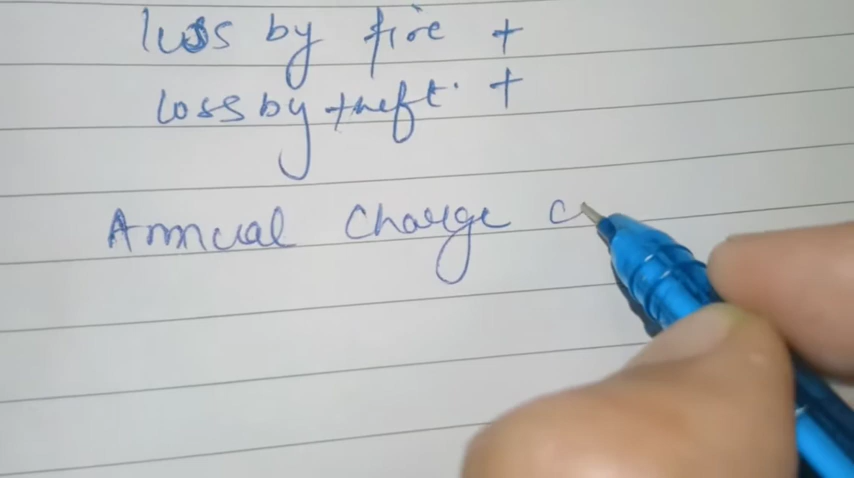 loss by fire +
loss by theft. +
Annual Charge c